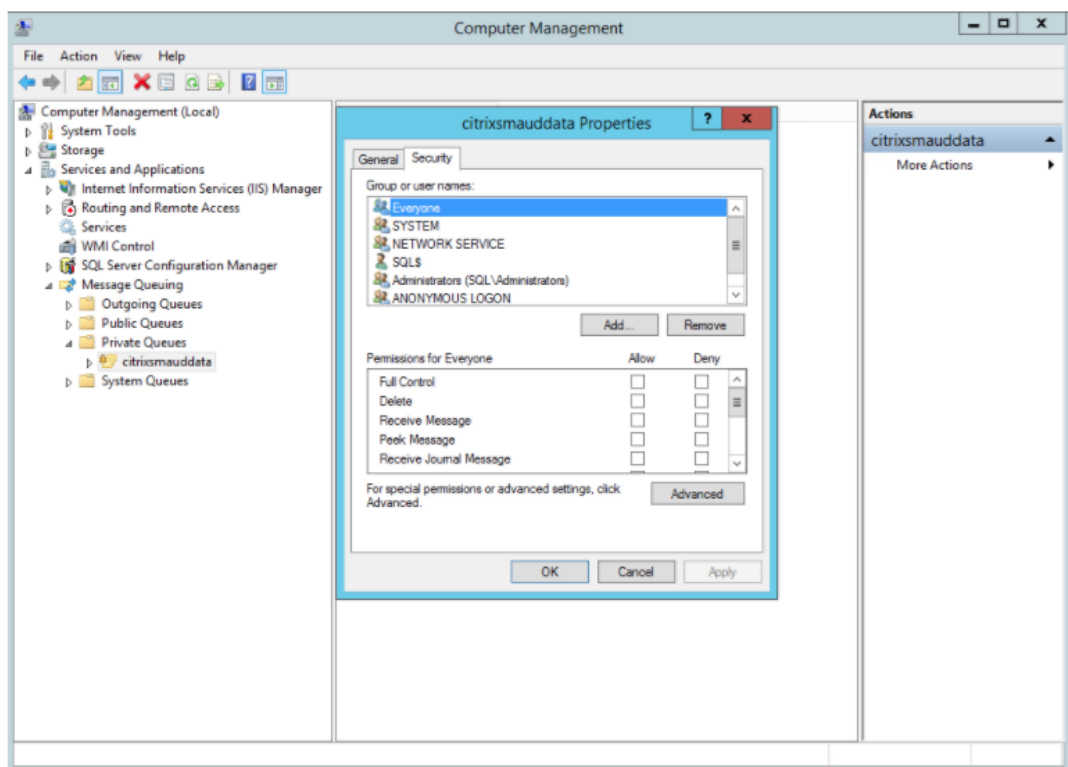 Computer Management
File Action View Help
Computer Management (Local)
System Tools
Storage
Services and Applications
Internet Information Services (IIS) Manager
Routing and Remote Access
Services
WMI Control
SQL Server Configuration Manager
Message Queuing
Outgoing Queues
Public Queues
Private Queues
citrixsmauddata
System Queues
citrixsmauddata Properties
General Security
Group or user names:
Everyone
SYSTEM
NETWORK SERVICE
SQL$
Administrators (SQL\Administrators)
ANONYMOUS LOGON
Add... Remove
Permissions for Everyone Allow Deny
Full Control
Delete
Receive Message
Peek Message
Receive Journal Message
For special permissions or advanced settings, click
Advanced.
Advanced
OK Cancel Apply
Actions
citrixsmauddata
More Actions